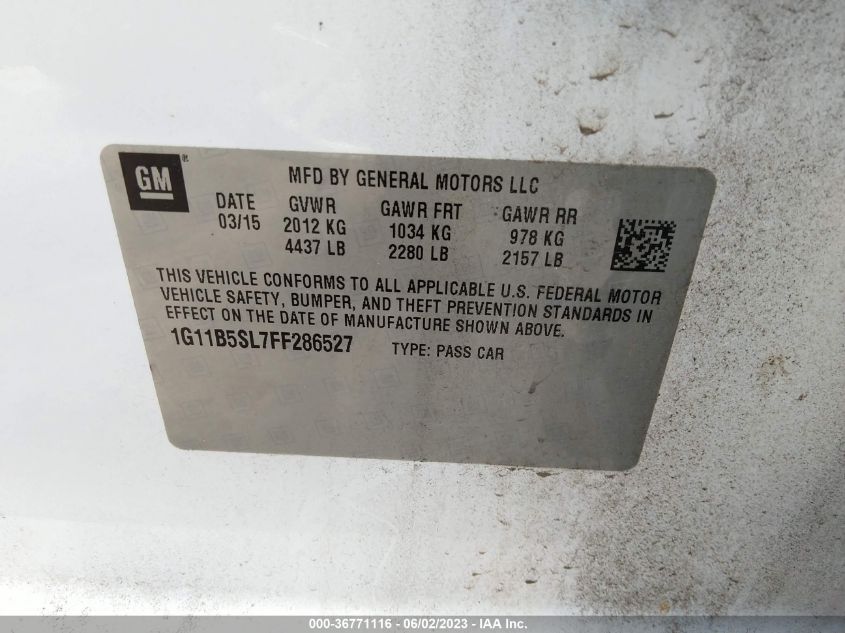 GM ®
MFD BY GENERAL MOTORS LLC
DATE GVWR GAWR FRT GAWR RR
03/15 2012 KG 1034 KG 978 KG
4437 LB 2280 LB 2157 LB
THIS VEHICLE CONFORMS TO ALL APPLICABLE U.S. FEDERAL MOTOR
VEHICLE SAFETY, BUMPER, AND THEFT PREVENTION STANDARDS IN
EFFECT ON THE DATE OF MANUFACTURE SHOWN ABOVE.
1G11B5SL7FF286527 TYPE: PASS CAR
000-36771116 - 06/02/2023 - © IAA Inc.